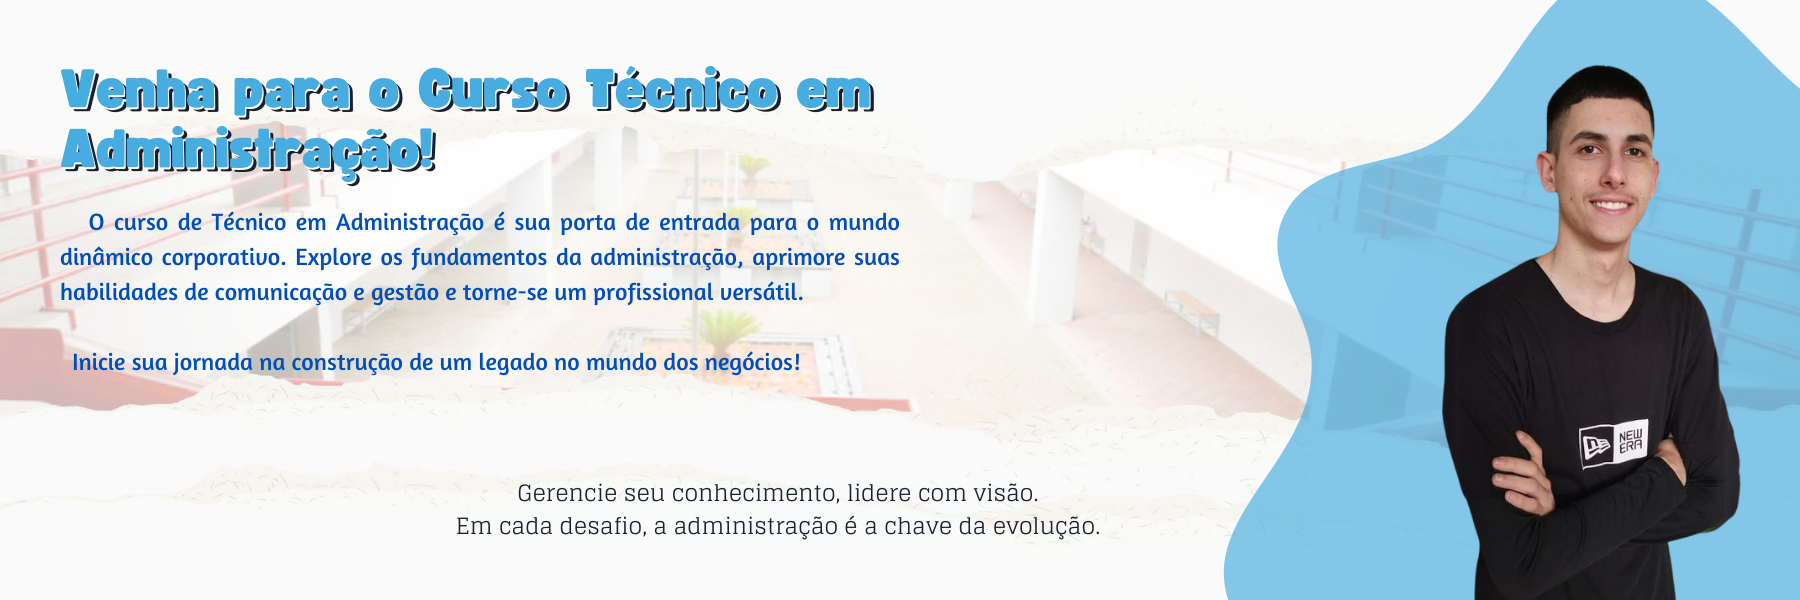 Venha para o Curso Técnico em
Administração!
O curso de Técnico em Administração é sua porta de entrada para o mundo
dinâmico corporativo. Explore os fundamentos da administração, aprimore suas
habilidades de comunicação e gestão e torne-se um profissional versátil.
Inicie sua jornada na construção de um legado no mundo dos negócios!
Gerencie seu conhecimento, lidere com visão.
Em cada desafio, a administração é a chave da evolução.
NEW
ERA